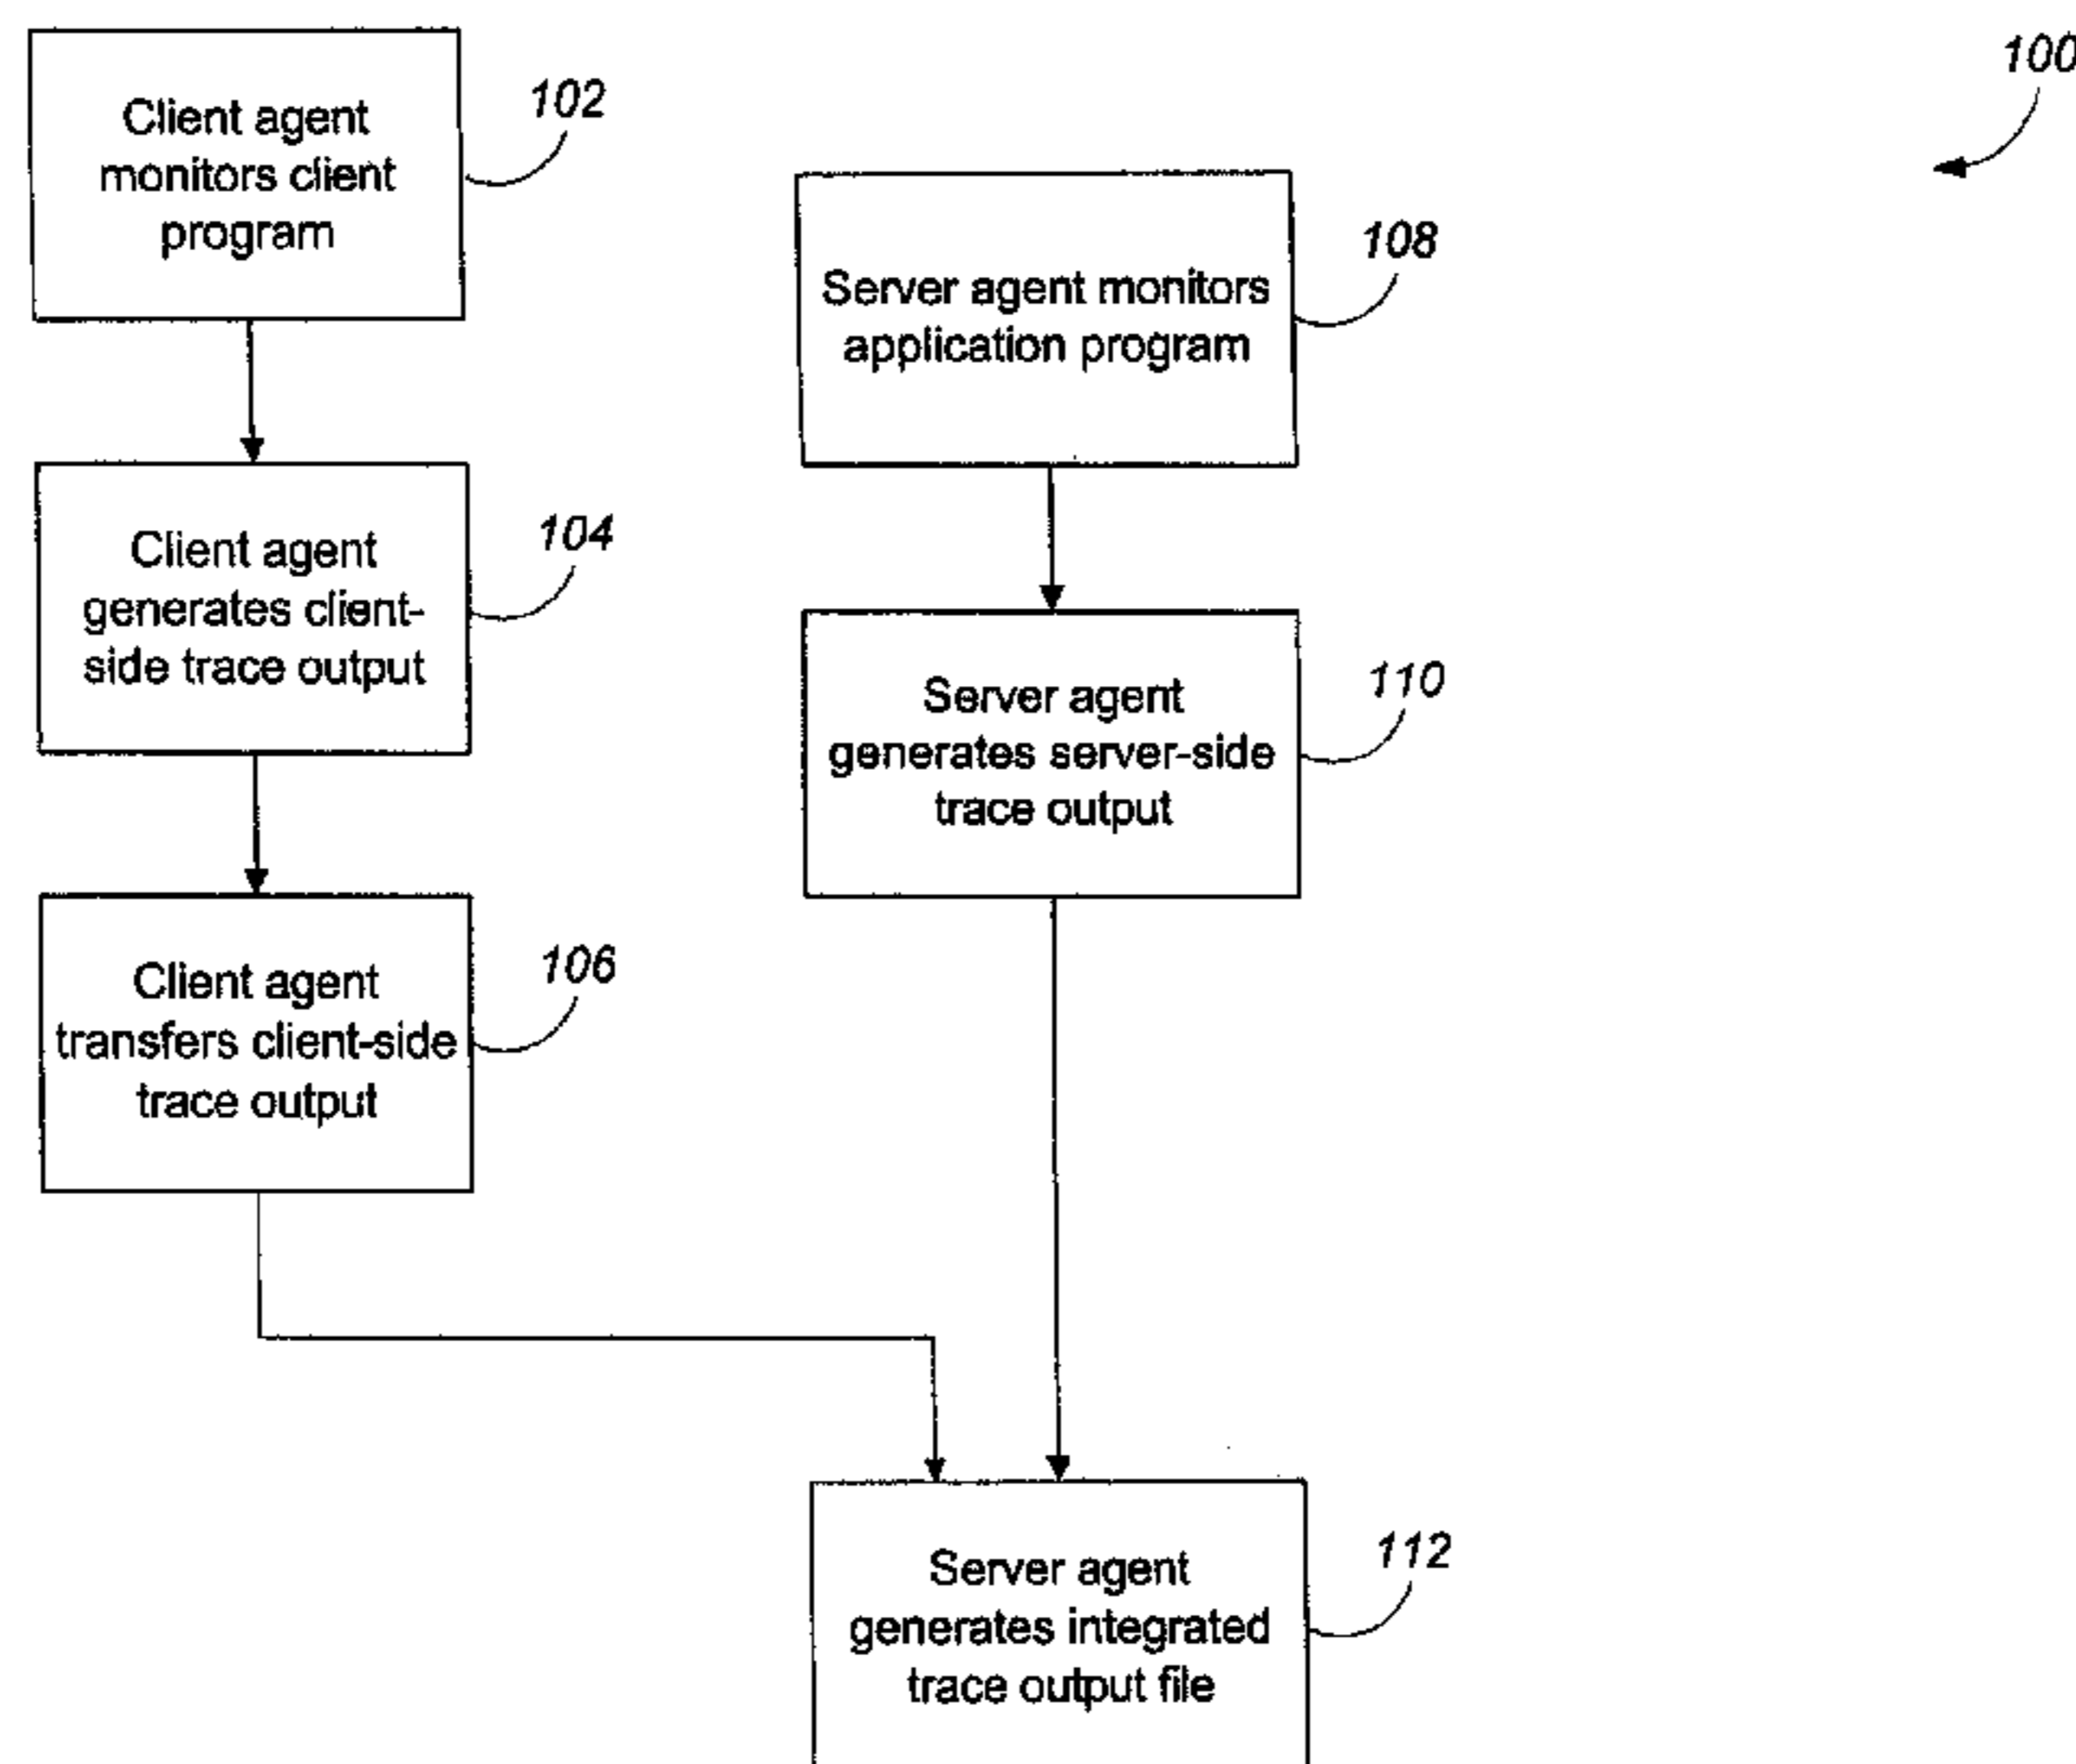 100
Client agent
monitors client
program
102
Server agent monitors
application program
108
Client agent
generates client-
side trace output
104
Server agent
generates server-side
trace output
110
Client agent
transfers client-side
trace output
106
Server agent
generates integrated
trace output file
112